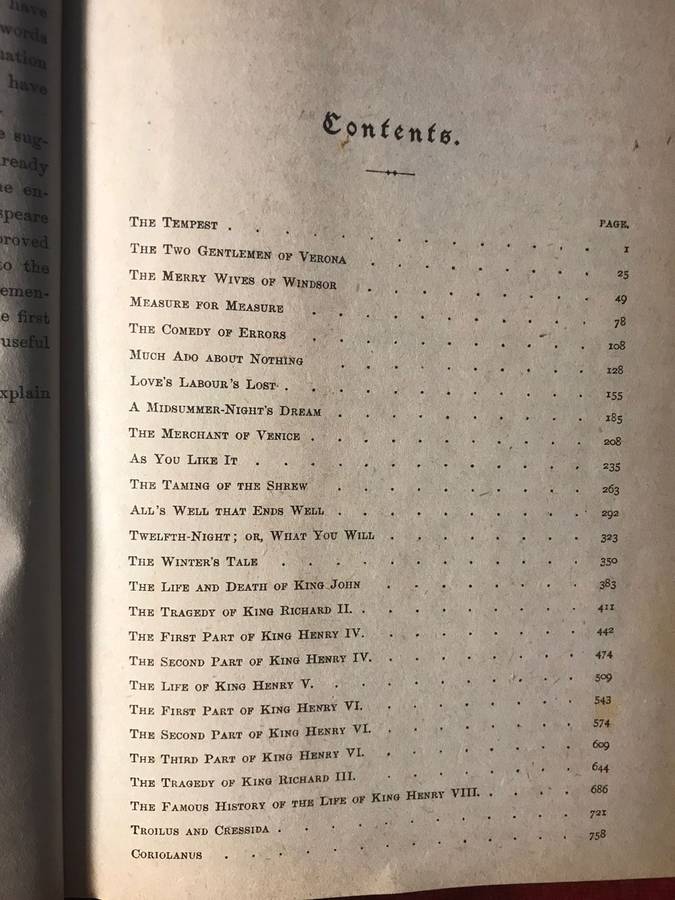 have
words
have
sug-
ready
en-
speare
proved
to the
emen-
e first
useful
xplain
Contents.
PAGE.
THE TEMPEST . . . . . . . . . . . . . . 1
THE TWO GENTLEMEN OF VERONA . . . . . . . . . 25
THE MERRY WIVES OF WINDSOR . . . . . . . . . 49
MEASURE FOR MEASURE . . . . . . . . . . . 78
THE COMEDY OF ERRORS . . . . . . . . . . . 108
MUCH ADO ABOUT NOTHING . . . . . . . . . . 128
LOVE'S LABOUR'S LOST . . . . . . . . . . . . 155
A MIDSUMMER-NIGHT'S DREAM . . . . . . . . . . 185
THE MERCHANT OF VENICE . . . . . . . . . . . 208
AS YOU LIKE IT . . . . . . . . . . . . . 235
THE TAMING OF THE SHREW . . . . . . . . . . 263
ALL'S WELL THAT ENDS WELL . . . . . . . . . . 292
TWELFTH-NIGHT; OR, WHAT YOU WILL . . . . . . . . 323
THE WINTER'S TALE . . . . . . . . . . . . 350
THE LIFE AND DEATH OF KING JOHN . . . . . . . . 383
THE TRAGEDY OF KING RICHARD II. . . . . . . . . . 411
THE FIRST PART OF KING HENRY IV. . . . . . . . . 442
THE SECOND PART OF KING HENRY IV. . . . . . . . . 474
THE LIFE OF KING HENRY V. . . . . . . . . . . 509
THE FIRST PART OF KING HENRY VI. . . . . . . . . 543
THE SECOND PART OF KING HENRY VI. . . . . . . . . 574
THE THIRD PART OF KING HENRY VI. . . . . . . . . 609
THE TRAGEDY OF KING RICHARD III. . . . . . . . . 644
THE FAMOUS HISTORY OF THE LIFE OF KING HENRY VIII. . . . . 686
TROILUS AND CRESSIDA . . . . . . . . . . . . 721
CORIOLANUS . . . . . . . . . . . . . . 758